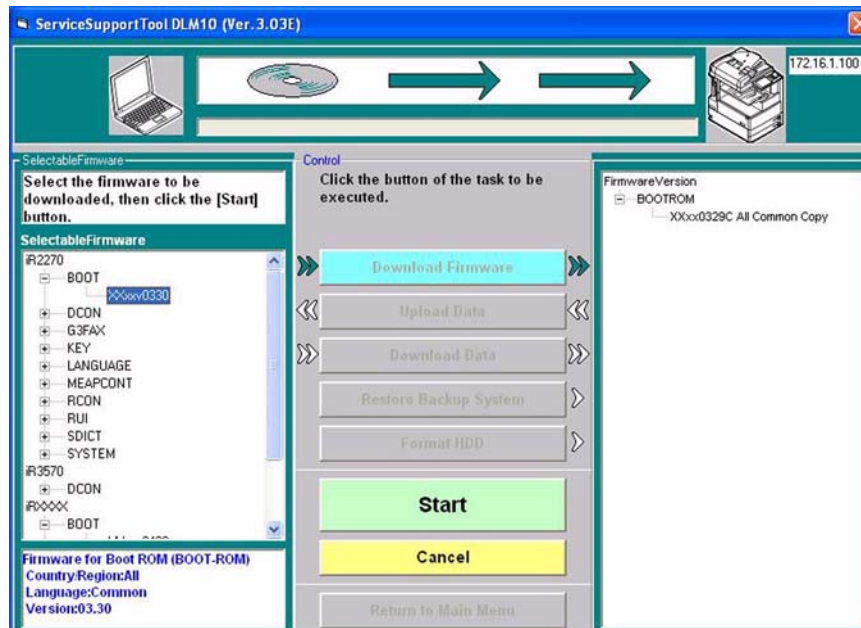 ServiceSupportTool DLM10 (Ver. 3.03E)
172.16.1.100
SelectableFirmware
Select the firmware to be
downloaded, then click the [Start]
button.
SelectableFirmware
iR2270
BOOT
XXxxv0330
DCON
G3FAX
KEY
LANGUAGE
MEAPCONT
RCON
RUI
SDICT
SYSTEM
iR3570
DCON
iRXXXX
BOOT
Firmware for Boot ROM (BOOT-ROM)
Country:Region:All
Language:Common
Version:03.30
Control
Click the button of the task to be
executed.
Download Firmware
Upload Data
Download Data
Restore Backup System
Format HDD
Start
Cancel
Return to Main Menu
FirmwareVersion
BOOTROM
XXxx0329C All Common Copy